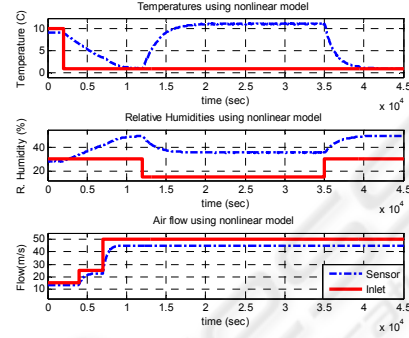 Temperatures using nonlinear model
Temperature (C)
10
5
0
0 0.5 1 1.5 2 2.5 3 3.5 4 4.5
time (sec)
x 10^4
Relative Humidities using nonlinear model
R. Humidity (%)
40
20
0 0.5 1 1.5 2 2.5 3 3.5 4 4.5
time (sec)
x 10^4
Air flow using nonlinear model
Flow(m/s)
50
40
30
20
10
Sensor
Inlet
0 0.5 1 1.5 2 2.5 3 3.5 4 4.5
time (sec)
x 10^4